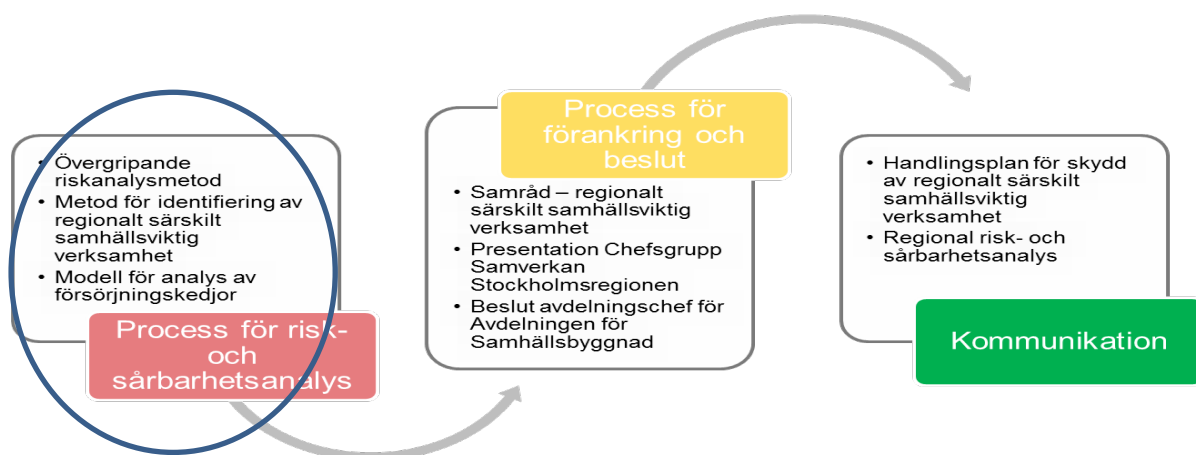 • Övergripande
riskanalysmetod
• Metod för identifiering av
regionalt särskilt
samhällsviktig
verksamhet
• Modell för analys av
försörjningskedjor
Process för risk-
och
sårbarhetsanalys
Process för
förankring och
beslut
• Samråd – regionalt
särskilt samhällsviktig
verksamhet
• Presentation Chefsgrupp
Samverkan
Stockholmsregionen
• Beslut avdelningschef för
Avdelningen för
Samhällsbyggnad
• Handlingsplan för skydd
av regionalt särskilt
samhällsviktig
verksamhet
• Regional risk- och
sårbarhetsanalys
Kommunikation